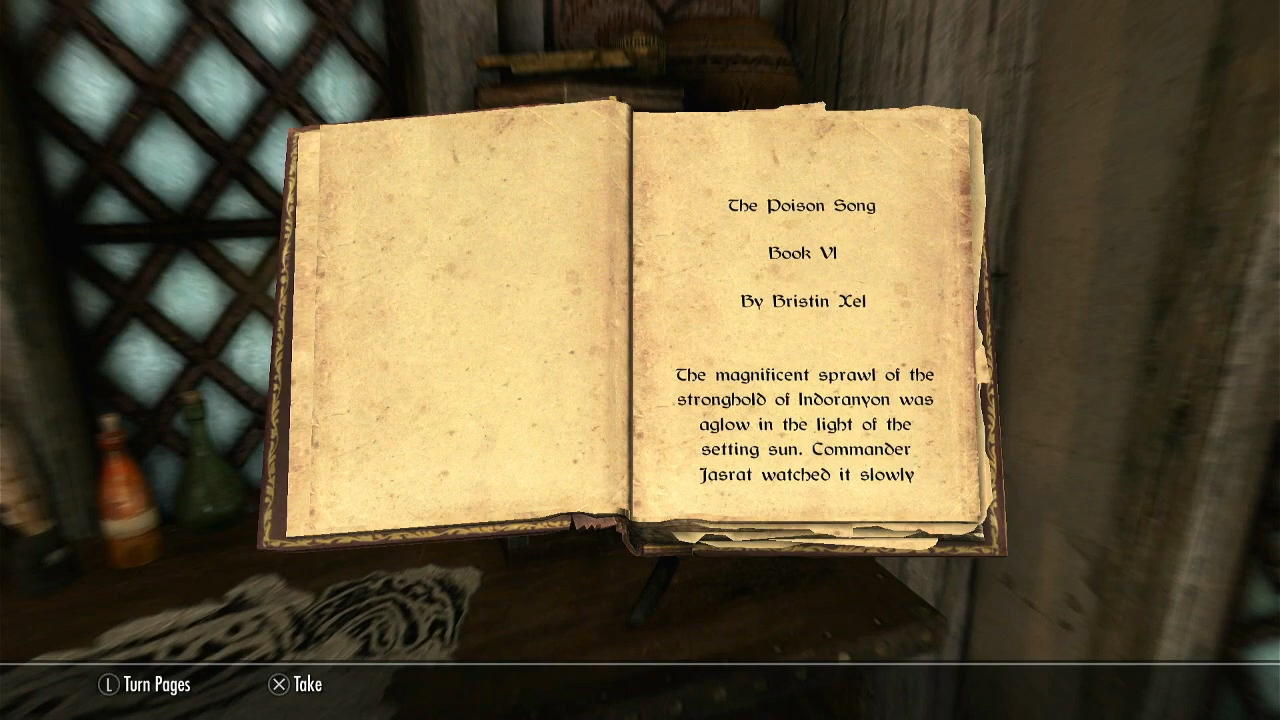 The Poison Song
Book VI
By Bristin Xel
The magnificent sprawl of the
stronghold of Indoranyon was
aglow in the light of the
setting sun. Commander
Jasrat watched it slowly
L Turn Pages
X Take